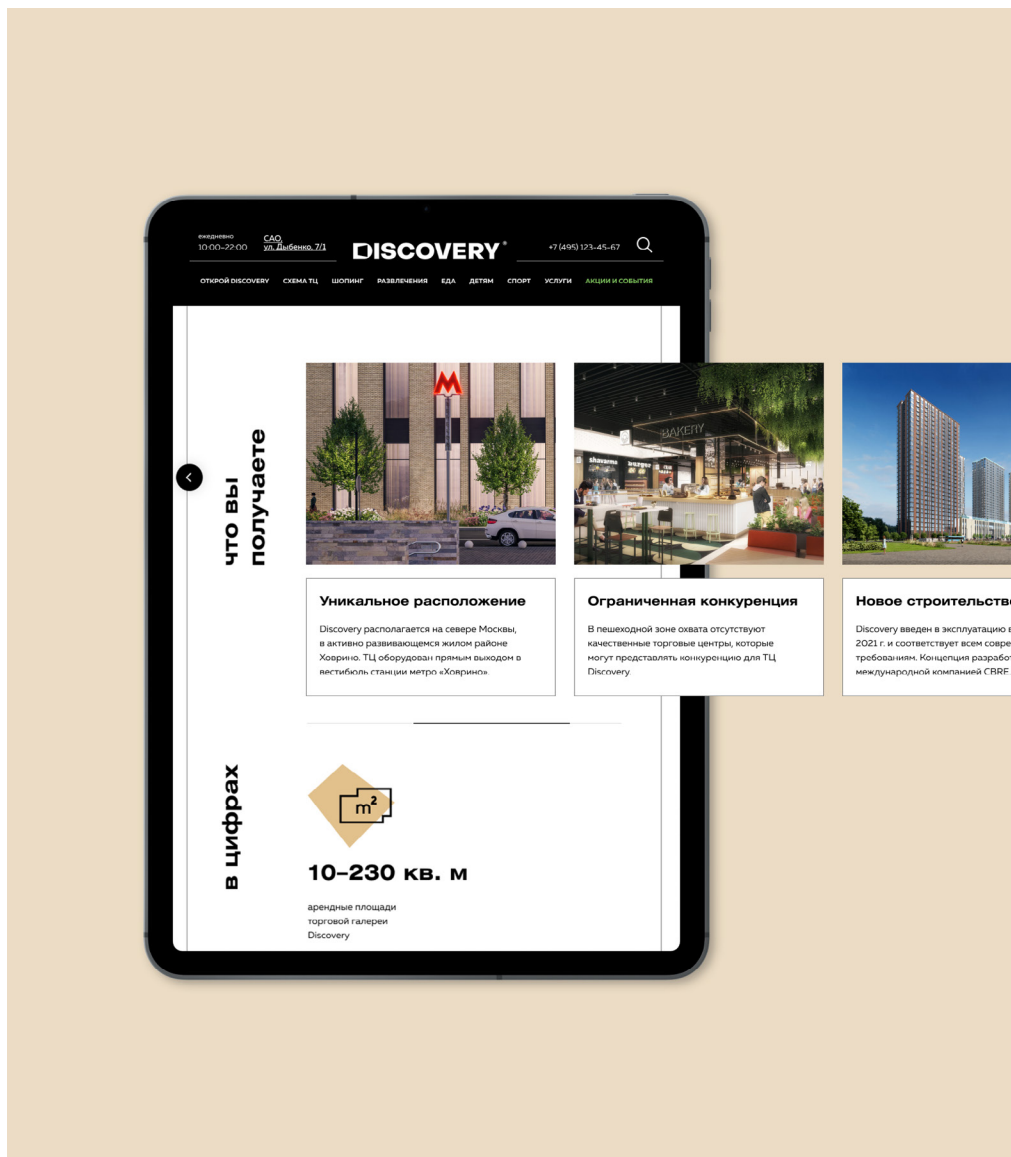 ежедневно
10:00–22:00
САО,
ул. Дыбенко, 7/1
DISCOVERY®
+7 (495) 123-45-67
ОТКРОЙ DISCOVERY СХЕМА ТЦ ШОПИНГ РАЗВЛЕЧЕНИЯ ЕДА ДЕТЯМ СПОРТ УСЛУГИ АКЦИИ И СОБЫТИЯ
что вы
получаете
М
BAKERY
shavarma burger
Уникальное расположение
Discovery располагается на севере Москвы,
в активно развивающемся жилом районе
Ховрино. ТЦ оборудован прямым выходом в
вестибюль станции метро «Ховрино».
Ограниченная конкуренция
В пешеходной зоне охвата отсутствуют
качественные торговые центры, которые
могут представлять конкуренцию для ТЦ
Discovery.
Новое строительств
Discovery введен в эксплуатацию в
2021 г. и соответствует всем совре
требованиям. Концепция разработ
международной компанией CBRE.
в цифрах
m²
10–230 кв. м
арендные площади
торговой галереи
Discovery